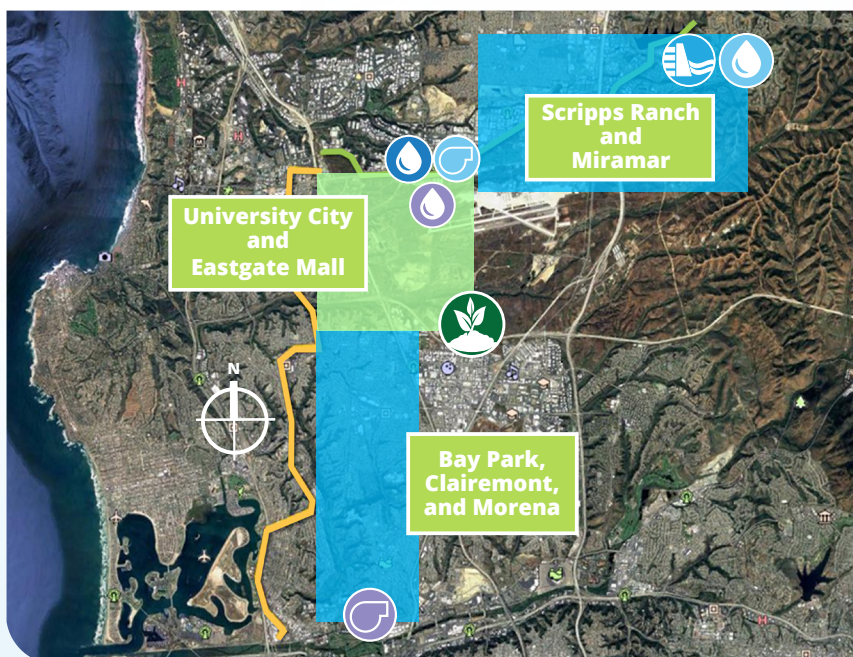 Scripps Ranch
and
Miramar
University City
and
Eastgate Mall
N
Bay Park,
Clairemont,
and Morena